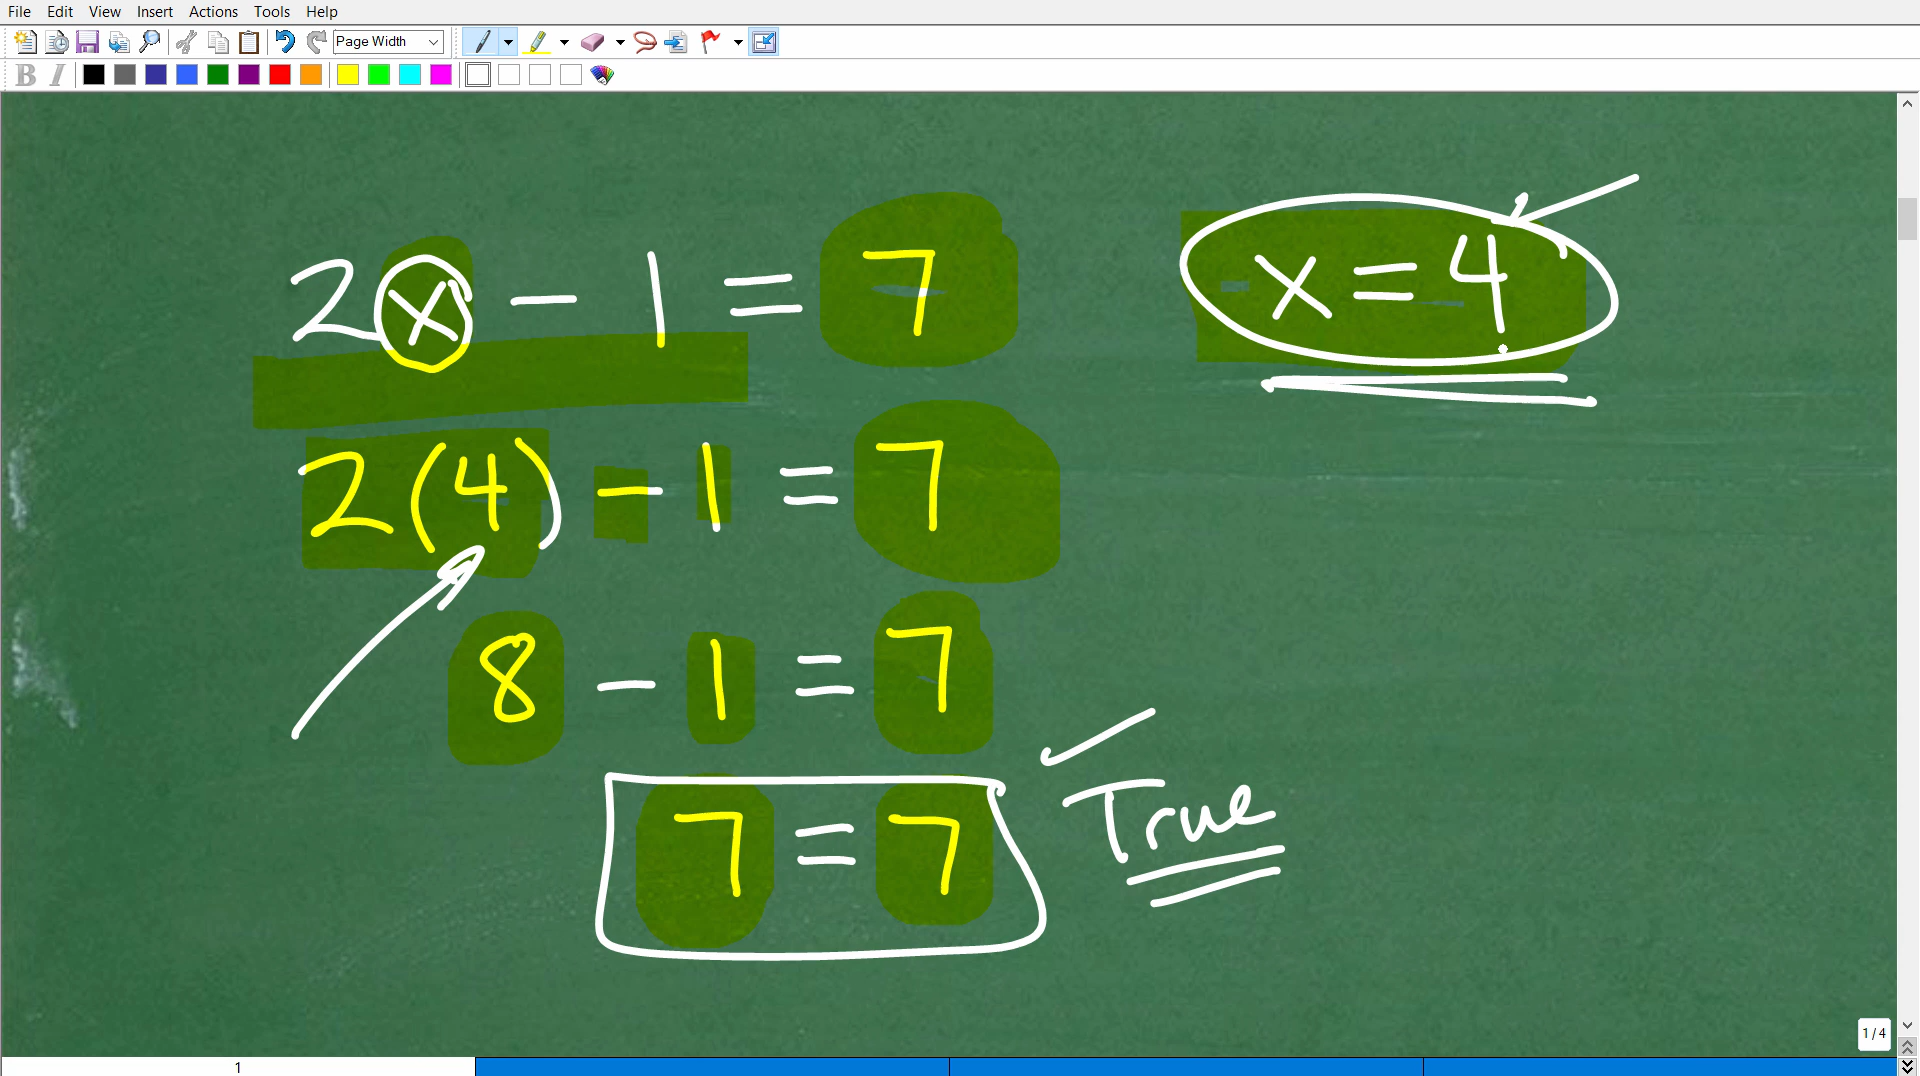 File Edit View Insert Actions Tools Help
Page Width
B I
2x - 1 = 7
x = 4
2(4) - 1 = 7
8 - 1 = 7
7 = 7
True
1 / 4
1